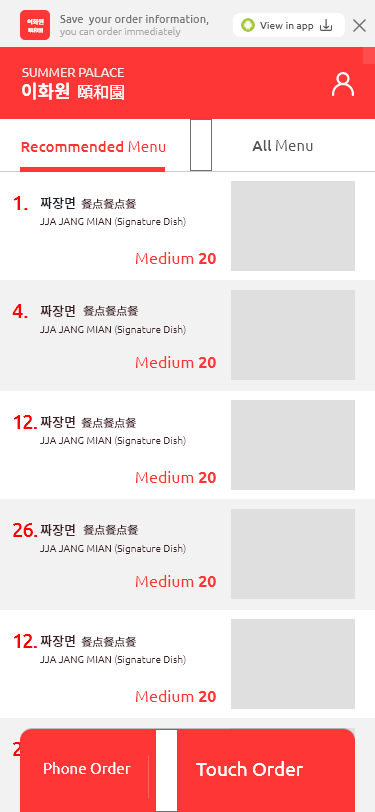 이화원
頤和園
Save your order information,
you can order immediately
View in app
SUMMER PALACE
이화원 頤和園
Recommended Menu
All Menu
1. 짜장면 餐点餐点餐
JJA JANG MIAN (Signature Dish)
Medium 20
4. 짜장면 餐点餐点餐
JJA JANG MIAN (Signature Dish)
Medium 20
12. 짜장면 餐点餐点餐
JJA JANG MIAN (Signature Dish)
Medium 20
26. 짜장면 餐点餐点餐
JJA JANG MIAN (Signature Dish)
Medium 20
12. 짜장면 餐点餐点餐
JJA JANG MIAN (Signature Dish)
Medium 20
Phone Order
Touch Order